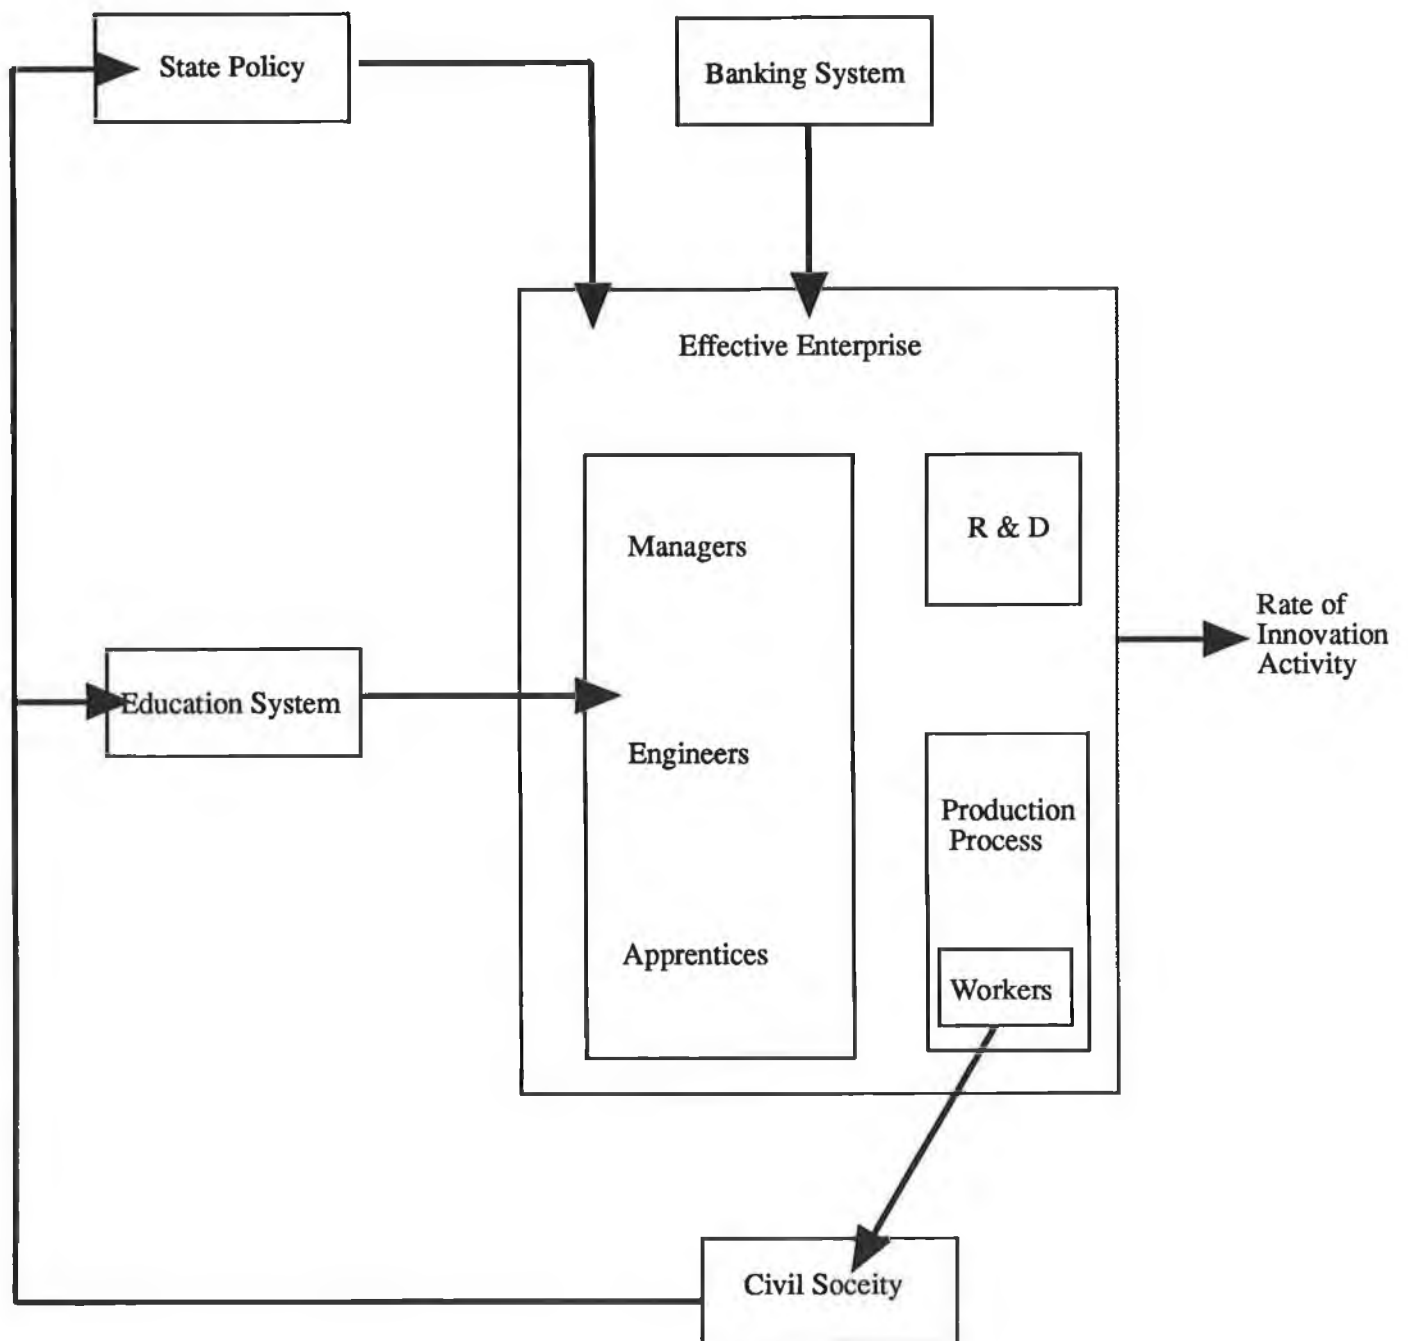 State Policy
Banking System
Effective Enterprise
Managers
R & D
Rate of
Innovation
Activity
Education System
Engineers
Production
Process
Apprentices
Workers
Civil Soceity